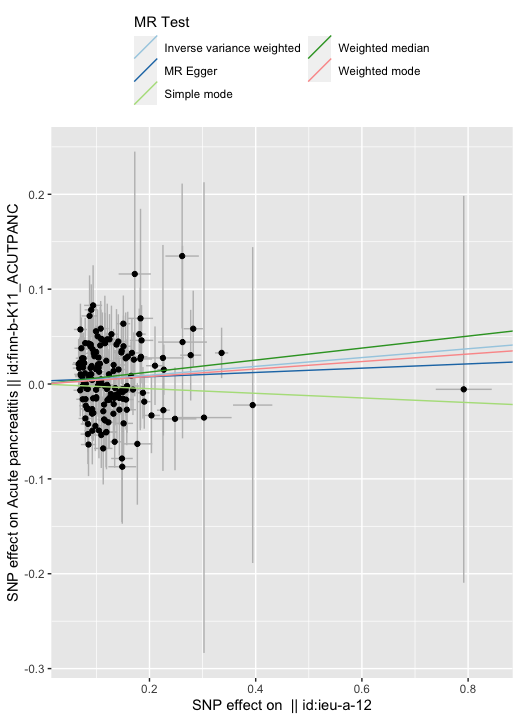 MR Test
Inverse variance weighted
Weighted median
MR Egger
Weighted mode
Simple mode
SNP effect on Acute pancreatitis || id:finn-b-K11_ACUTPANC
0.2
0.1
0.0
-0.1
-0.2
-0.3
0.2
0.4
0.6
0.8
SNP effect on  || id:ieu-a-12